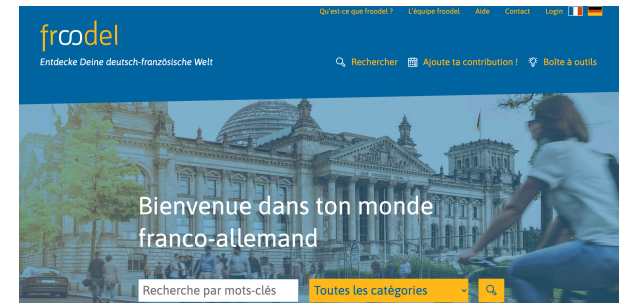 Qu'est-ce que froodel ? L'équipe froodel Aide Contact Login
froodel
Entdecke Deine deutsch-französische Welt
Rechercher Ajoute ta contribution ! Boîte à outils
Bienvenue dans ton monde
franco-allemand
Recherche par mots-clés Toutes les catégories